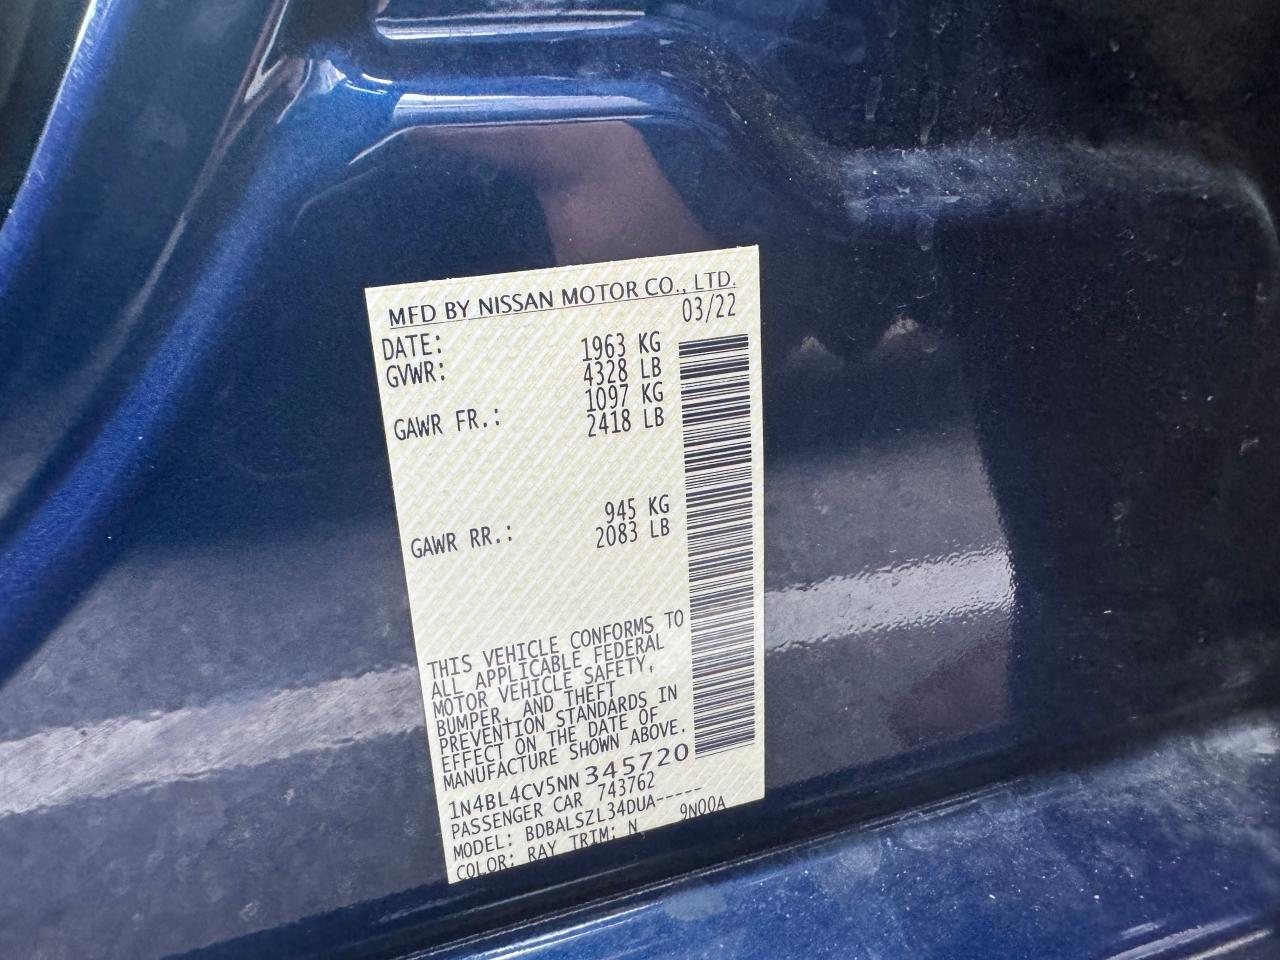 MFD BY NISSAN MOTOR CO., LTD.
DATE: 03/22
GVWR: 1963 KG
4328 LB
GAWR FR.: 1097 KG
2418 LB
GAWR RR.: 945 KG
2083 LB
THIS VEHICLE CONFORMS TO
ALL APPLICABLE FEDERAL
MOTOR VEHICLE SAFETY,
BUMPER, AND THEFT
PREVENTION STANDARDS IN
EFFECT ON THE DATE OF
MANUFACTURE SHOWN ABOVE.
1N4BL4CV5NN345720
PASSENGER CAR 743762
MODEL: BDBALSZL34DUA-----
COLOR: RAY TRIM: N 9N00A